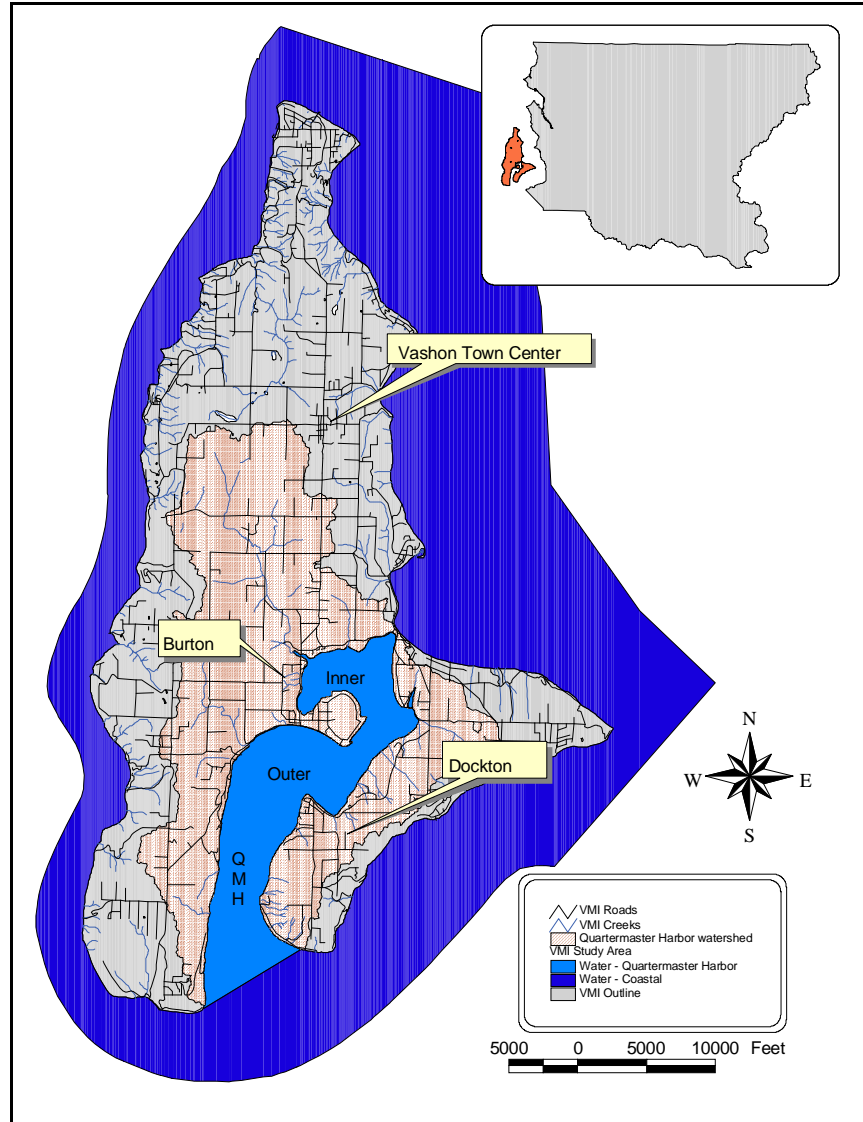 Vashon Town Center
Burton
Inner
Outer
Dockton
Q
M
H
N
W E
S
VMI Roads
VMI Creeks
Quartermaster Harbor watershed
VMI Study Area
Water - Quartermaster Harbor
Water - Coastal
VMI Outline
5000 0 5000 10000 Feet